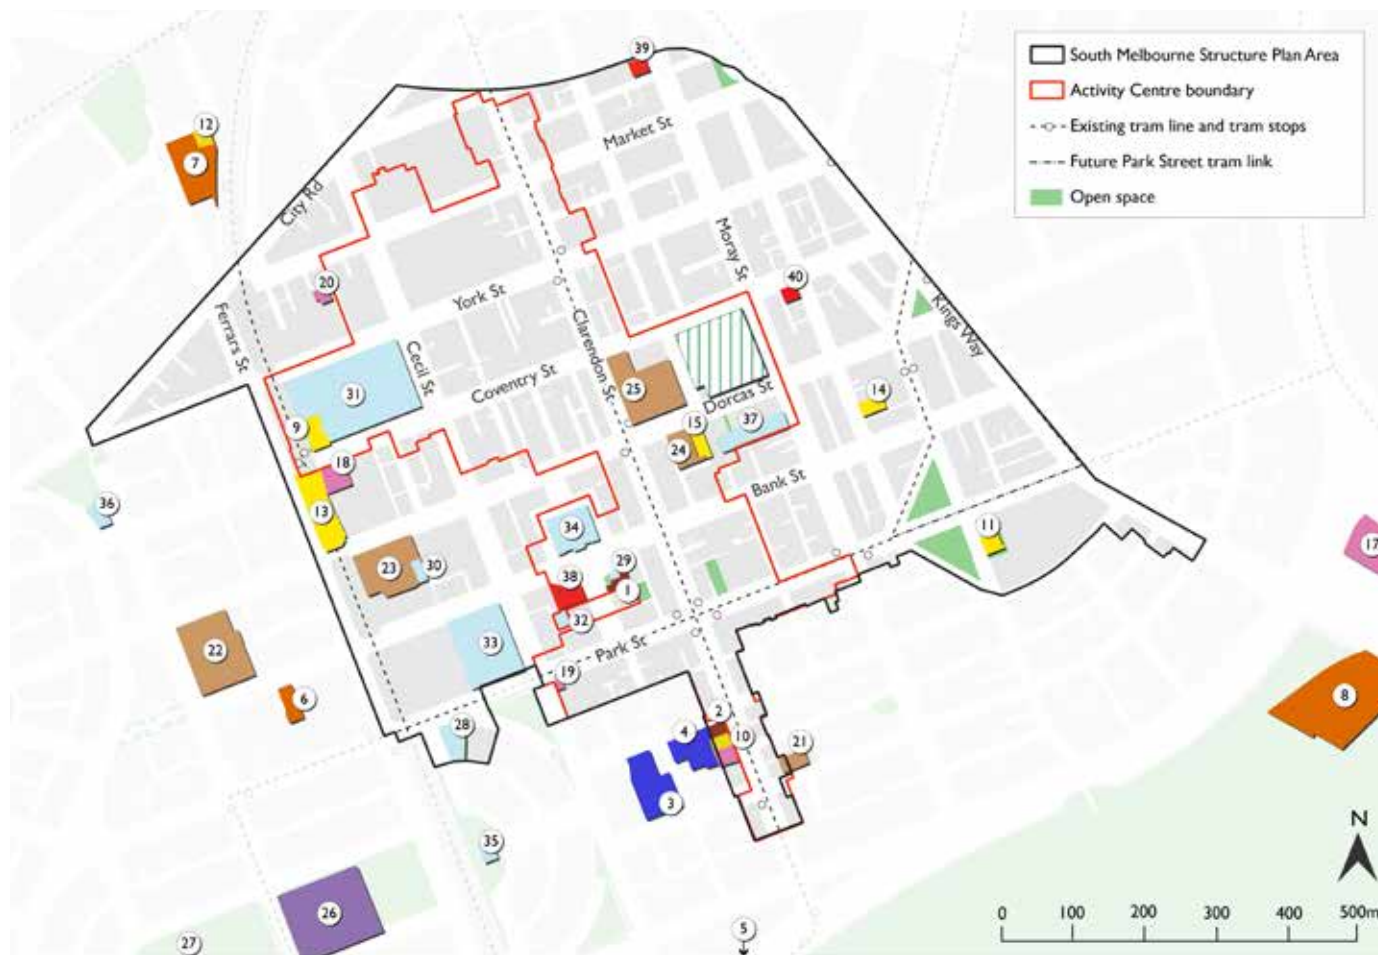 South Melbourne Structure Plan Area
Activity Centre boundary
Existing tram line and tram stops
Future Park Street tram link
Open space
39
12
7
Market St
City Rd
Moray St
20
40
York St
Ferrars St
Kings Way
Clarendon St
Cecil St
Coventry St
31
25
14
Dorcas St
9
15
37
24
18
Bank St
36
13
34
11
17
23
30
29
38
1
32
22
33
Park St
19
6
8
28
2
4
10
21
3
35
N
26
27
5
0 100 200 300 400 500m